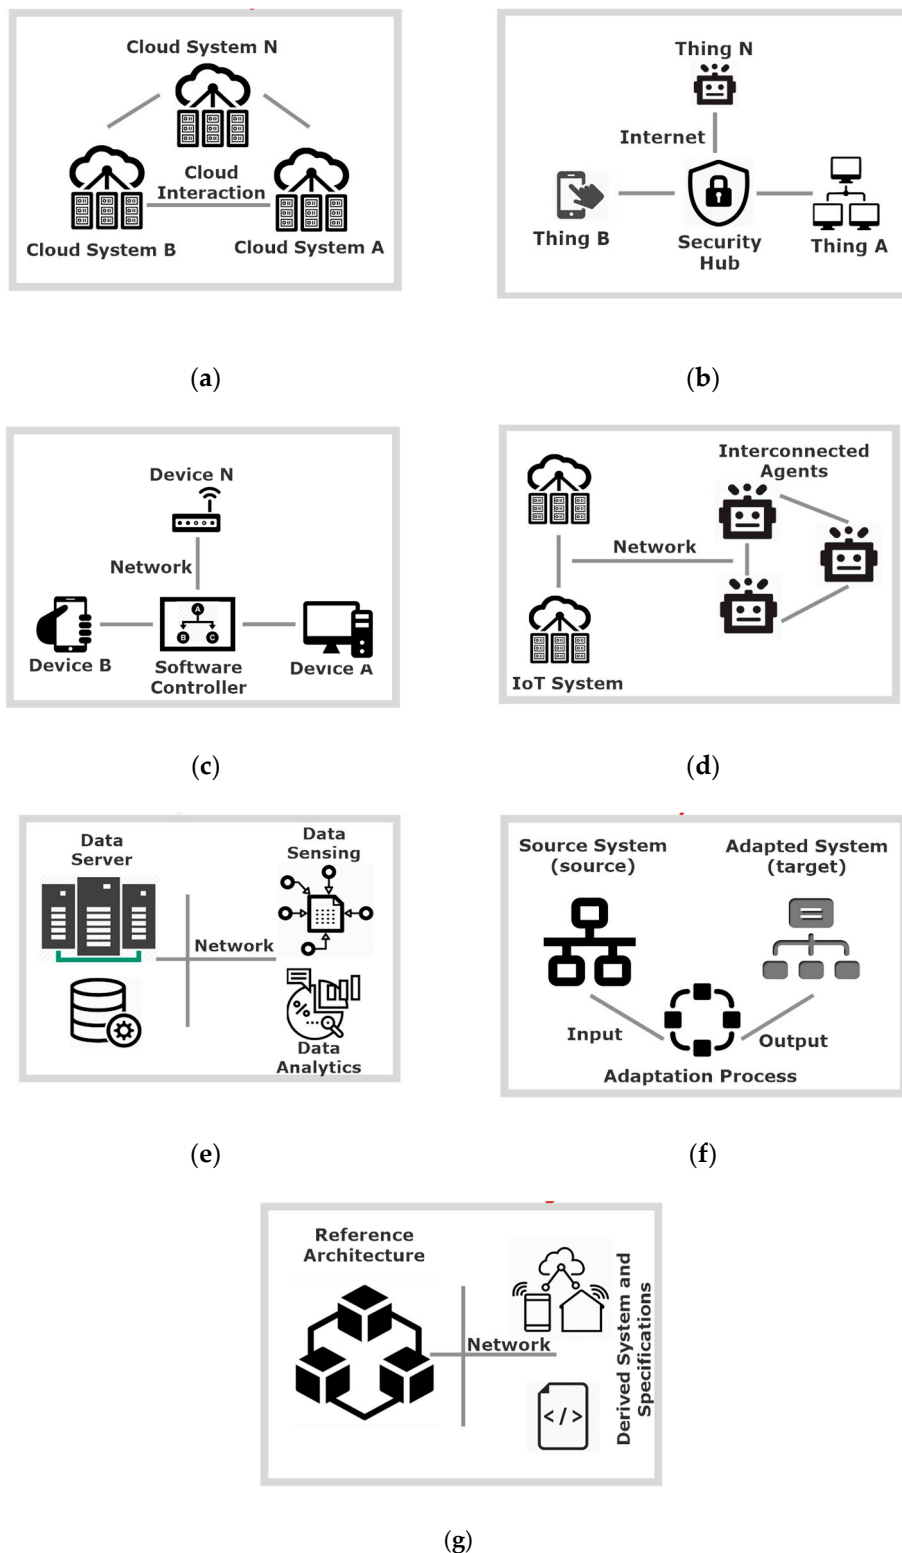 Cloud System N
Cloud
Interaction
Cloud System B
Cloud System A
(a)
Thing N
Internet
Thing B
Security
Hub
Thing A
(b)
Device N
Network
A
B
C
Device B
Software
Controller
Device A
(c)
Interconnected
Agents
Network
IoT System
(d)
Data
Server
Data
Sensing
Network
%
Data
Analytics
(e)
Source System
(source)
Adapted System
(target)
Input
Output
Adaptation Process
(f)
Reference
Architecture
Network
</>
Derived System and
Specifications
(g)